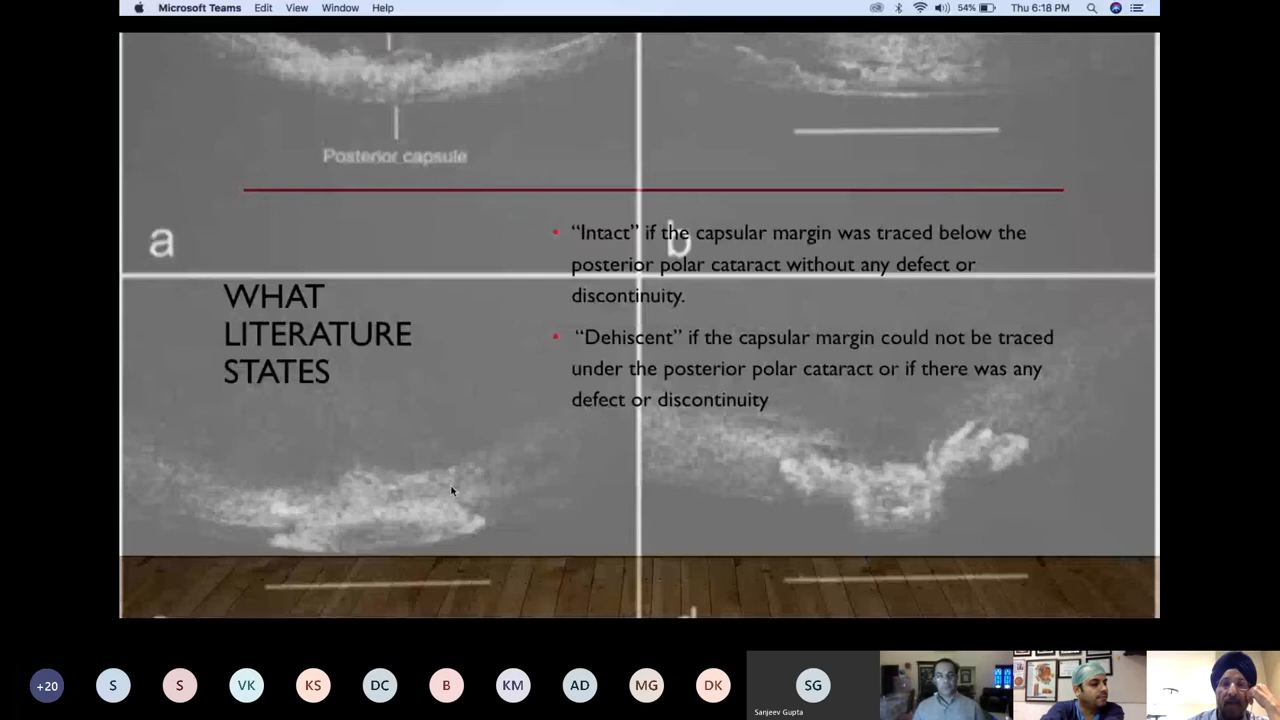 Microsoft Teams Edit View Window Help 54% Thu 6:18 PM
Posterior capsule
a
b
WHAT
LITERATURE
STATES
• “Intact” if the capsular margin was traced below the
posterior polar cataract without any defect or
discontinuity.
• “Dehiscent” if the capsular margin could not be traced
under the posterior polar cataract or if there was any
defect or discontinuity
d
+20 S S VK KS DC B KM AD MG DK SG
Sanjeev Gupta